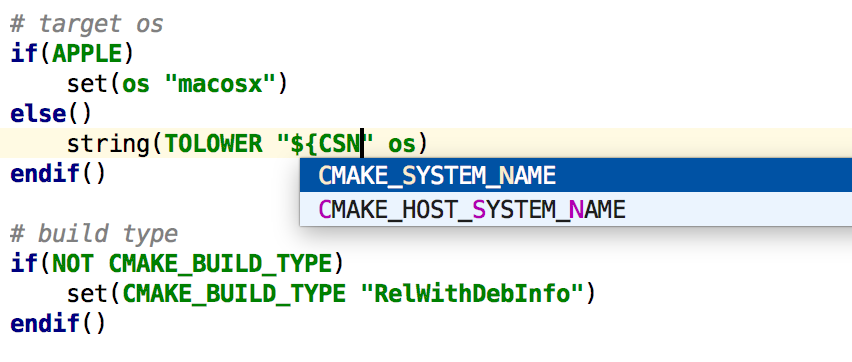 # target os
if(APPLE)
    set(os "macosx")
else()
    string(TOLOWER "${CSN" os)
endif()
CMAKE_SYSTEM_NAME
CMAKE_HOST_SYSTEM_NAME
# build type
if(NOT CMAKE_BUILD_TYPE)
    set(CMAKE_BUILD_TYPE "RelWithDebInfo")
endif()